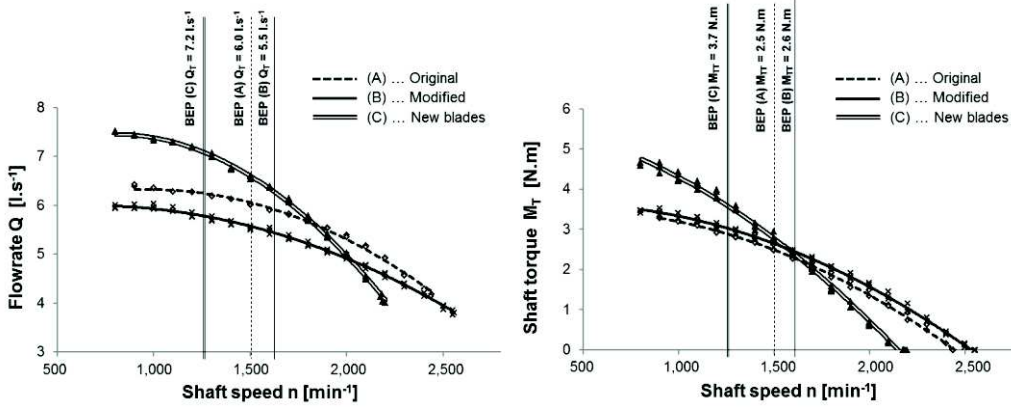 BEP (C) Q_T = 7.2 l.s⁻¹
BEP (A) Q_T = 6.0 l.s⁻¹
BEP (B) Q_T = 5.5 l.s⁻¹
(A) ... Original
(B) ... Modified
(C) ... New blades
Flowrate Q [l.s⁻¹]
8
7
6
5
4
3
500
1,000
1,500
2,000
2,500
Shaft speed n [min⁻¹]
BEP (C) M_TT = 3.7 N.m
BEP (A) M_TT = 2.5 N.m
BEP (B) M_TT = 2.6 N.m
(A) ... Original
(B) ... Modified
(C) ... New blades
Shaft torque M_T [N.m]
6
5
4
3
2
1
0
500
1,000
1,500
2,000
2,500
Shaft speed n [min⁻¹]